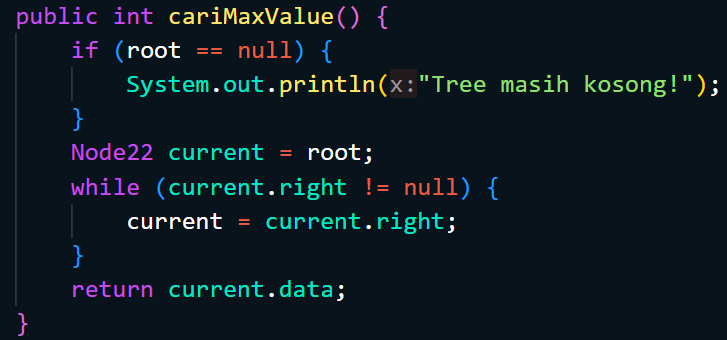 public int cariMaxValue() {
    if (root == null) {
        System.out.println(x:"Tree masih kosong!");
    }
    Node22 current = root;
    while (current.right != null) {
        current = current.right;
    }
    return current.data;
}